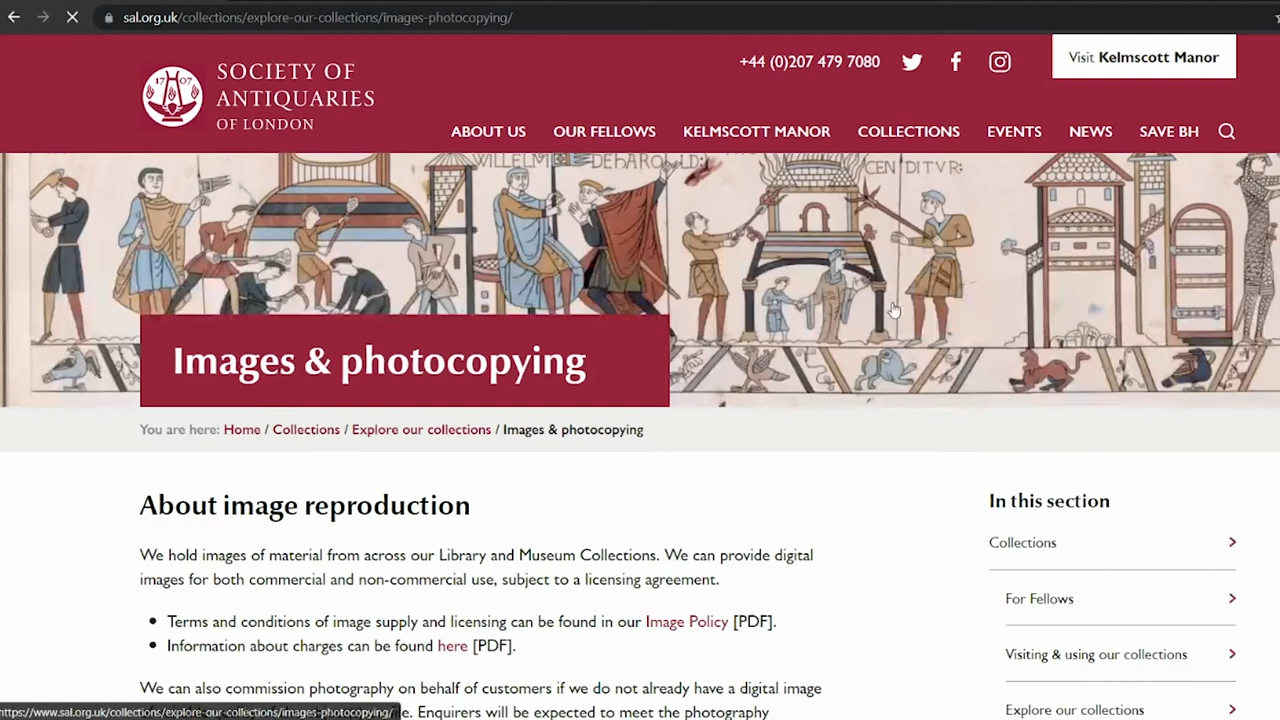 sal.org.uk/collections/explore-our-collections/images-photocopying/
+44 (0)207 479 7080
Visit Kelmscott Manor
1707
SOCIETY OF
ANTIQUARIES
OF LONDON
ABOUT US OUR FELLOWS KELMSCOTT MANOR COLLECTIONS EVENTS NEWS SAVE BH
DEHAROLD:
CENDITUR:
Images & photocopying
You are here: Home / Collections / Explore our collections / Images & photocopying
About image reproduction
We hold images of material from across our Library and Museum Collections. We can provide digital
images for both commercial and non-commercial use, subject to a licensing agreement.
• Terms and conditions of image supply and licensing can be found in our Image Policy [PDF].
• Information about charges can be found here [PDF].
We can also commission photography on behalf of customers if we do not already have a digital image
Enquirers will be expected to meet the photography
In this section
Collections
For Fellows
Visiting & using our collections
Explore our collections
https://www.sal.org.uk/collections/explore-our-collections/images-photocopying/